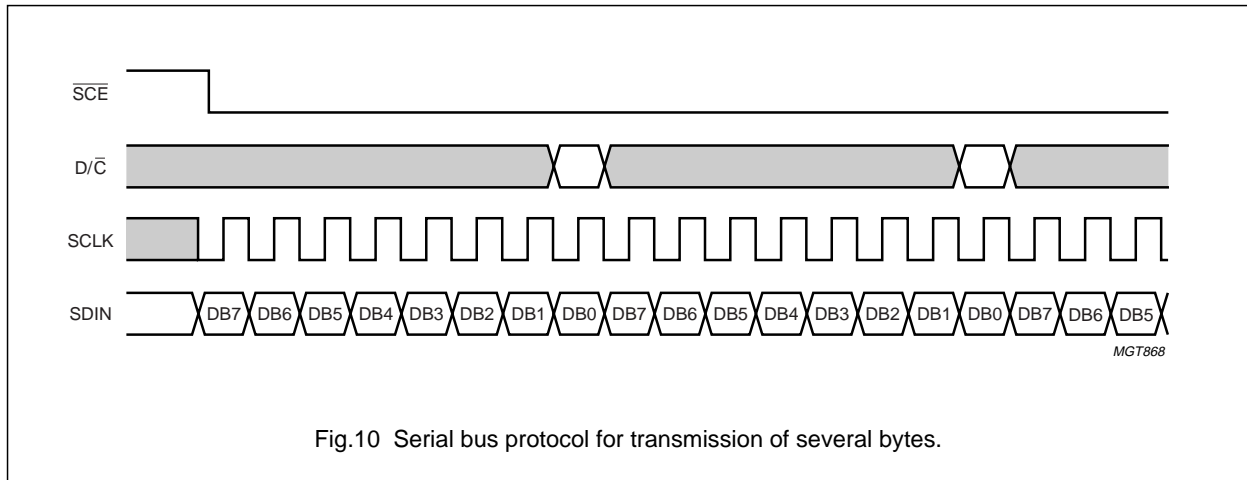 S̅C̅E̅
D/C̅
SCLK
SDIN DB7 DB6 DB5 DB4 DB3 DB2 DB1 DB0 DB7 DB6 DB5 DB4 DB3 DB2 DB1 DB0 DB7 DB6 DB5
MGT868
Fig.10 Serial bus protocol for transmission of several bytes.